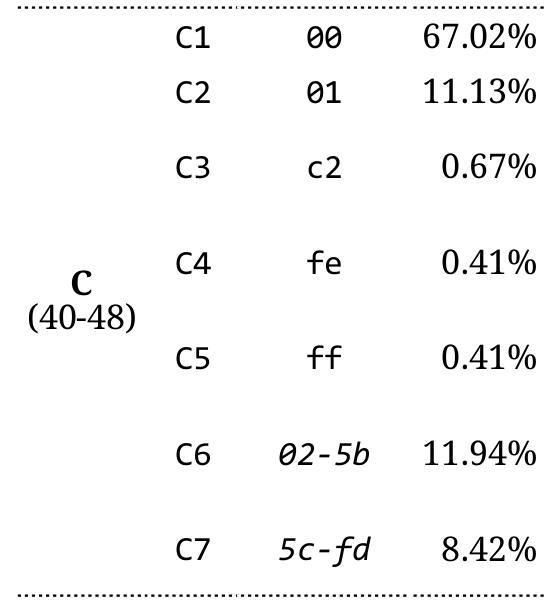 C1 00 67.02%
C2 01 11.13%
C3 c2 0.67%
C4 fe 0.41%
C
(40-48)
C5 ff 0.41%
C6 02-5b 11.94%
C7 5c-fd 8.42%